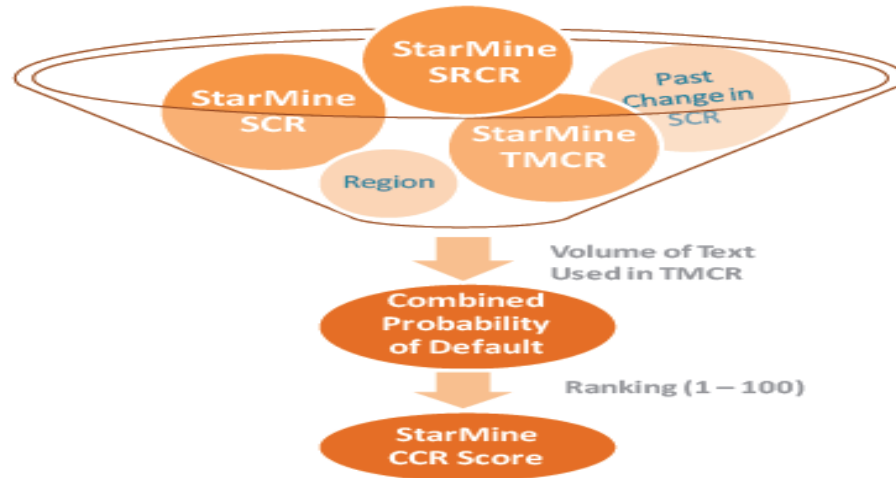 StarMine
SRCR
StarMine
SCR
Past
Change in
SCR
StarMine
TMCR
Region
Volume of Text
Used in TMCR
Combined
Probability
of Default
Ranking (1 – 100)
StarMine
CCR Score